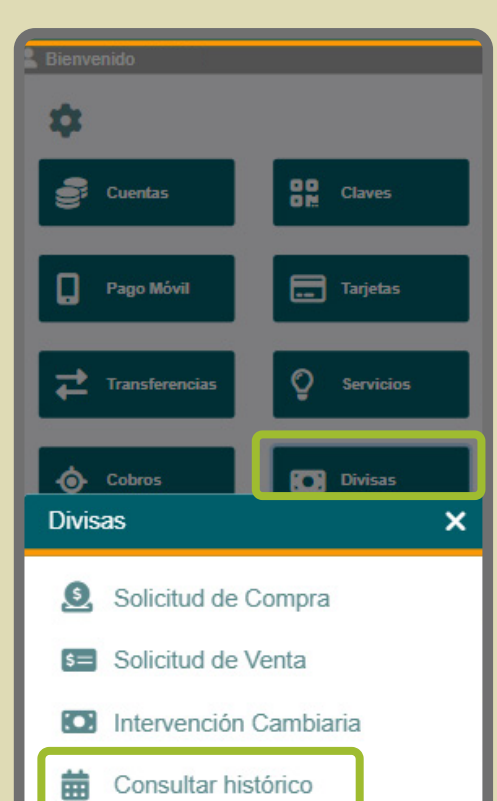 Bienvenido
Cuentas
Claves
Pago Móvil
Tarjetas
Transferencias
Servicios
Cobros
Divisas
Divisas
Solicitud de Compra
Solicitud de Venta
Intervención Cambiaria
Consultar histórico